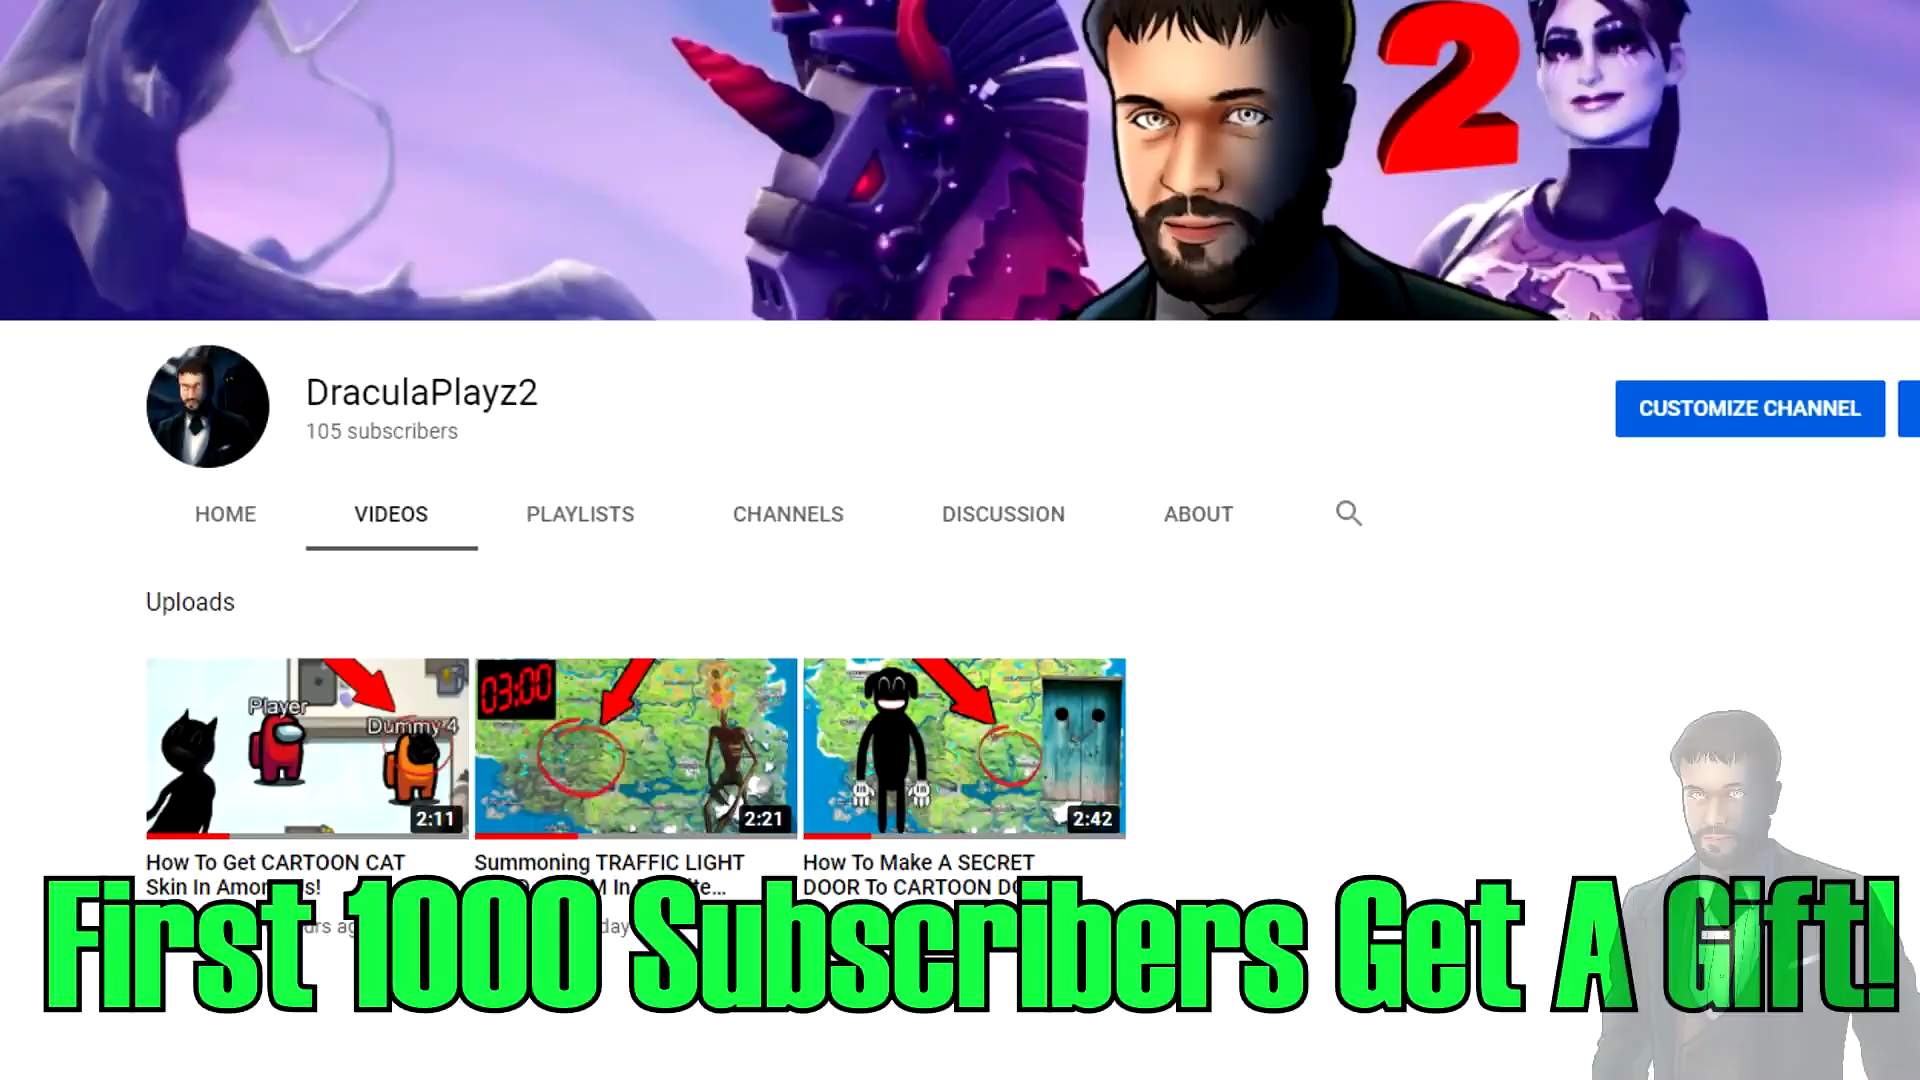 2
DraculaPlayz2
105 subscribers
CUSTOMIZE CHANNEL
HOME VIDEOS PLAYLISTS CHANNELS DISCUSSION ABOUT
Uploads
03:00
Player
Dummy 4
2:11
2:21
2:42
How To Get CARTOON CAT
Summoning TRAFFIC LIGHT
How To Make A SECRET
Skin In
DOOR To CARTOON
First 1000 Subscribers Get A Gift!